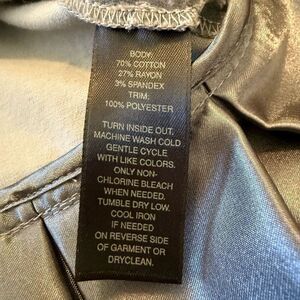 BODY:
70% COTTON
27% RAYON
3% SPANDEX
TRIM:
100% POLYESTER
TURN INSIDE OUT.
MACHINE WASH COLD
GENTLE CYCLE
WITH LIKE COLORS.
ONLY NON-
CHLORINE BLEACH
WHEN NEEDED.
TUMBLE DRY LOW.
COOL IRON
IF NEEDED
ON REVERSE SIDE
OF GARMENT OR
DRYCLEAN.